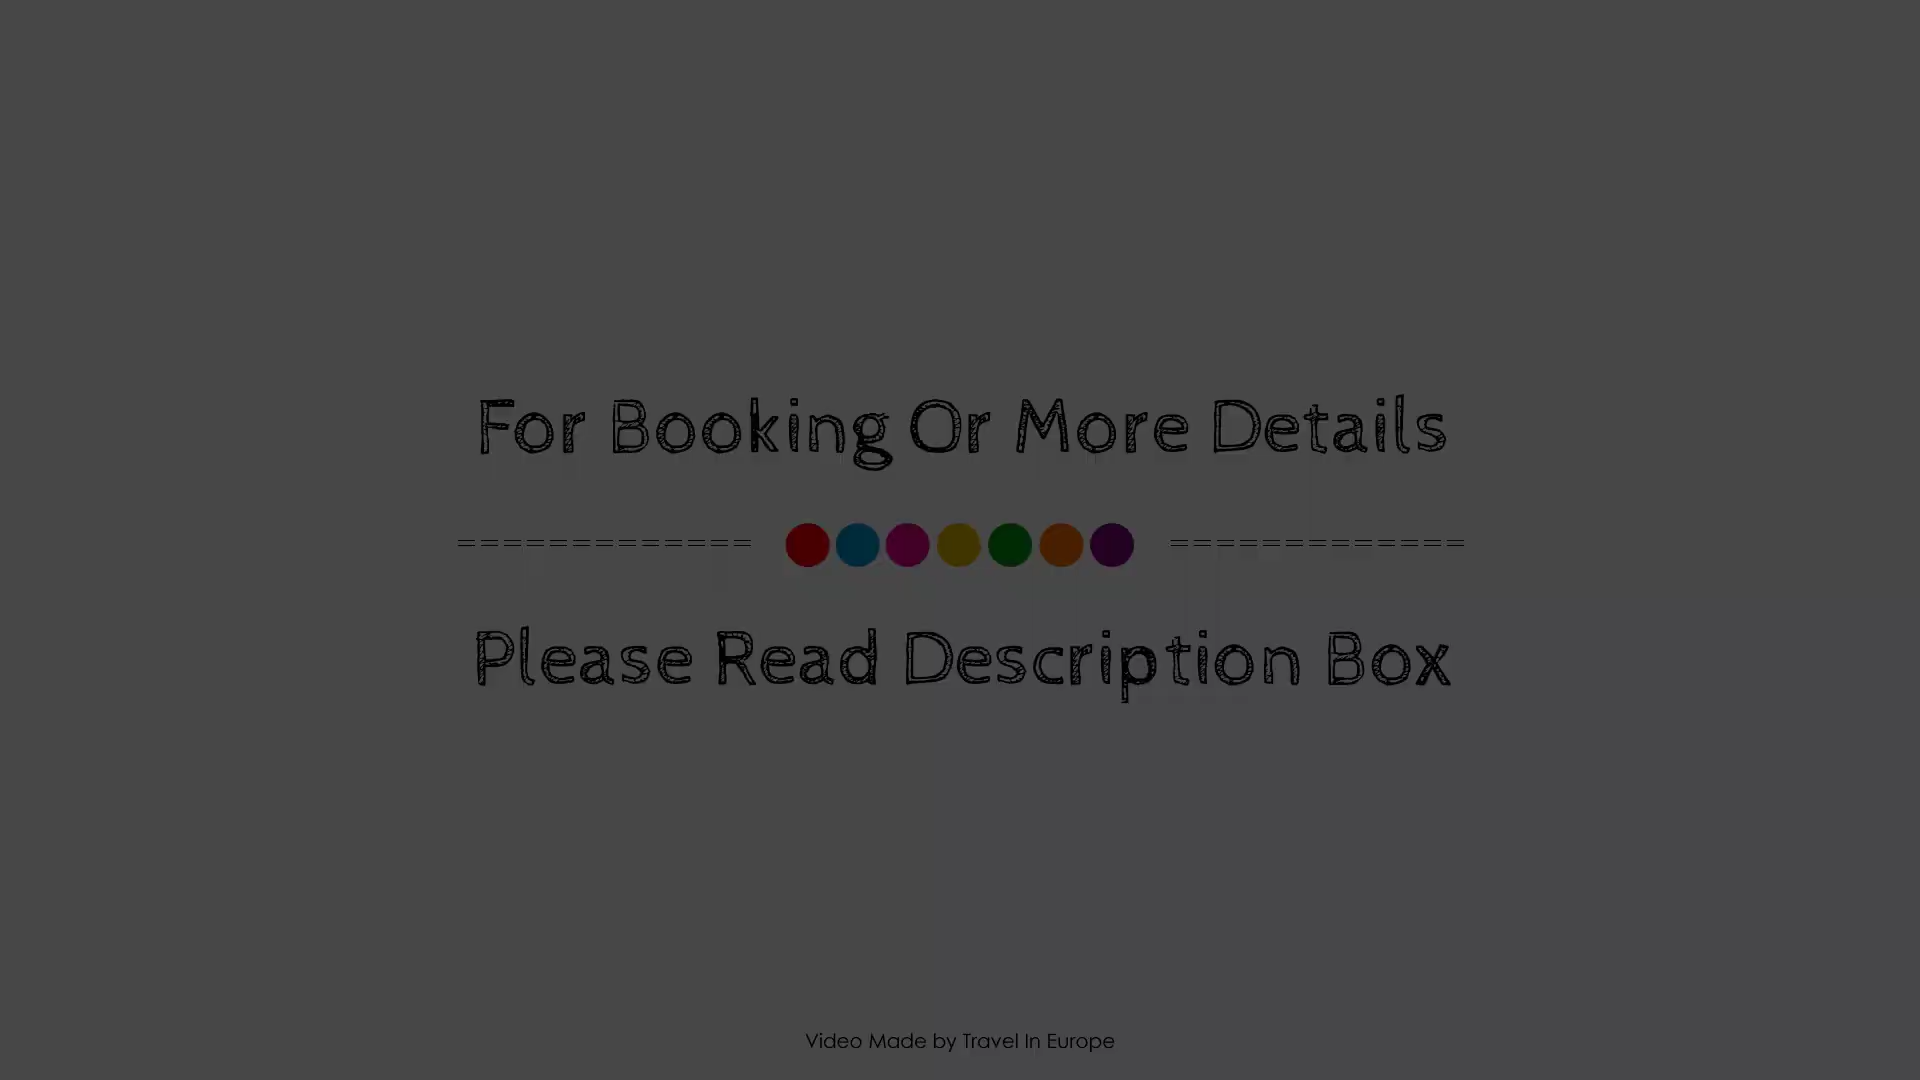 For Booking Or More Details
============= =============
Please Read Description Box
Video Made by Travel In Europe